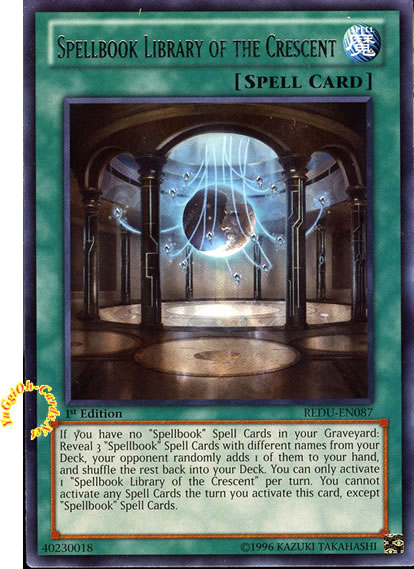 SPELLBOOK LIBRARY OF THE CRESCENT
魔
[SPELL CARD]
1st Edition
REDU-EN087
If you have no "Spellbook" Spell Cards in your Graveyard:
Reveal 3 "Spellbook" Spell Cards with different names from your
Deck, your opponent randomly adds 1 of them to your hand,
and shuffle the rest back into your Deck. You can only activate
1 "Spellbook Library of the Crescent" per turn. You cannot
activate any Spell Cards the turn you activate this card, except
"Spellbook" Spell Cards.
40230018
©1996 KAZUKI TAKAHASHI
YuGiOh-Cards.Net